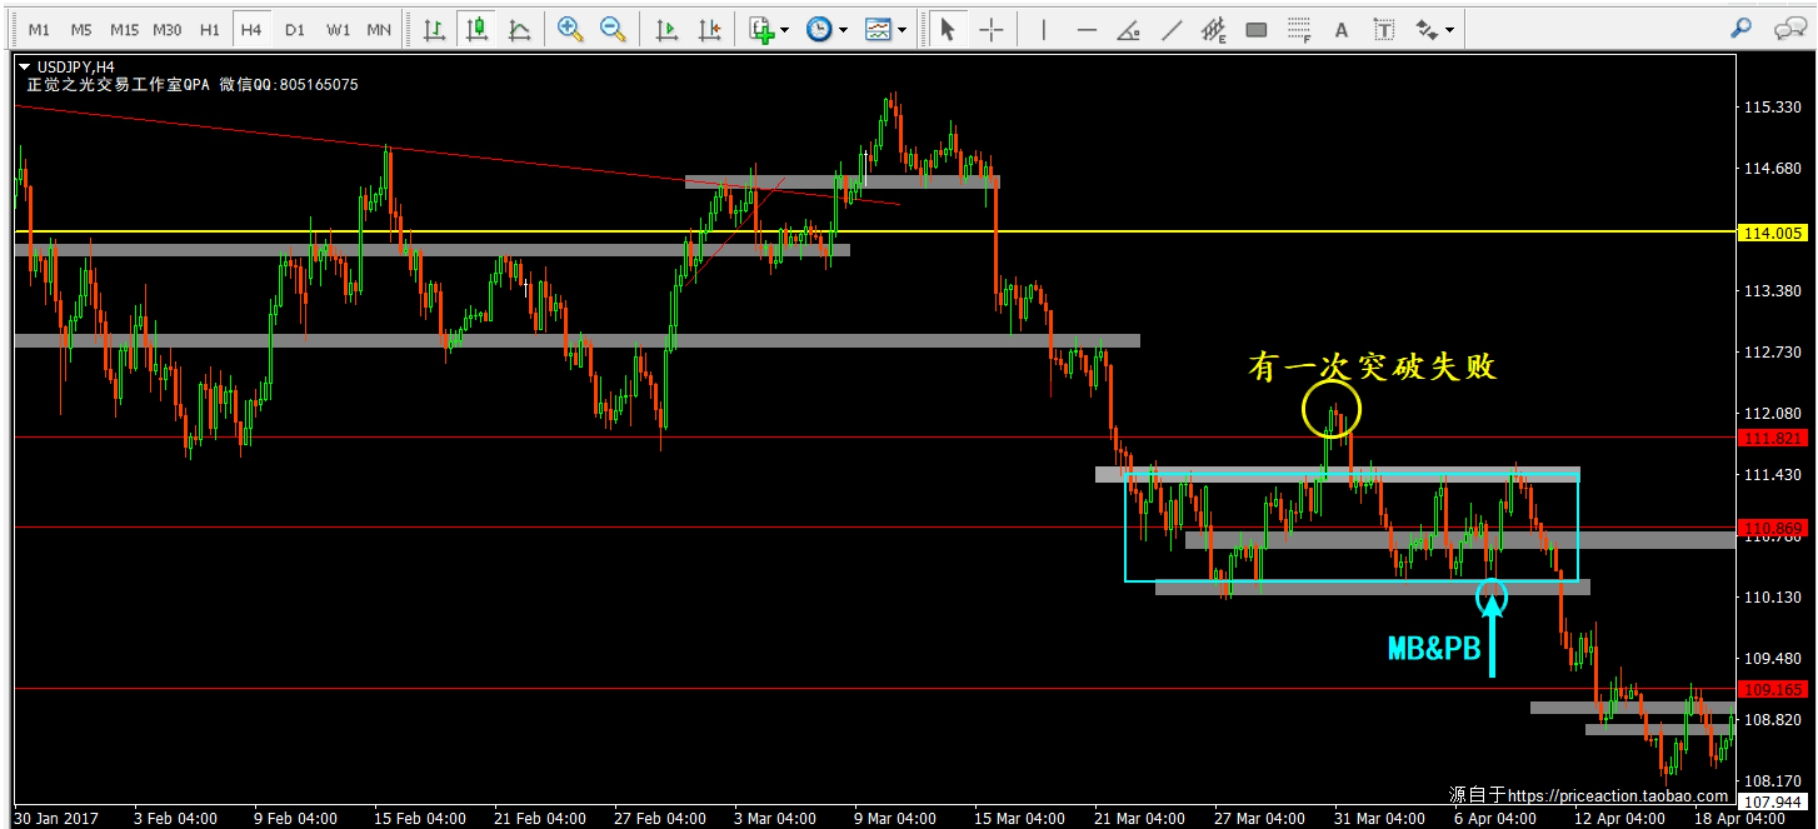 M1 M5 M15 M30 H1 H4 D1 W1 MN E F A T
USDJPY,H4
正觉之光交易工作室QPA 微信QQ:805165075
115.330
114.680
114.005
113.380
112.730
有一次突破失败
112.080
111.821
111.430
110.869
110.130
MB&PB
109.480
109.165
108.820
108.170
源自于https://priceaction.taobao.com
107.944
30 Jan 2017 3 Feb 04:00 9 Feb 04:00 15 Feb 04:00 21 Feb 04:00 27 Feb 04:00 3 Mar 04:00 9 Mar 04:00 15 Mar 04:00 21 Mar 04:00 27 Mar 04:00 31 Mar 04:00 6 Apr 04:00 12 Apr 04:00 18 Apr 04:00